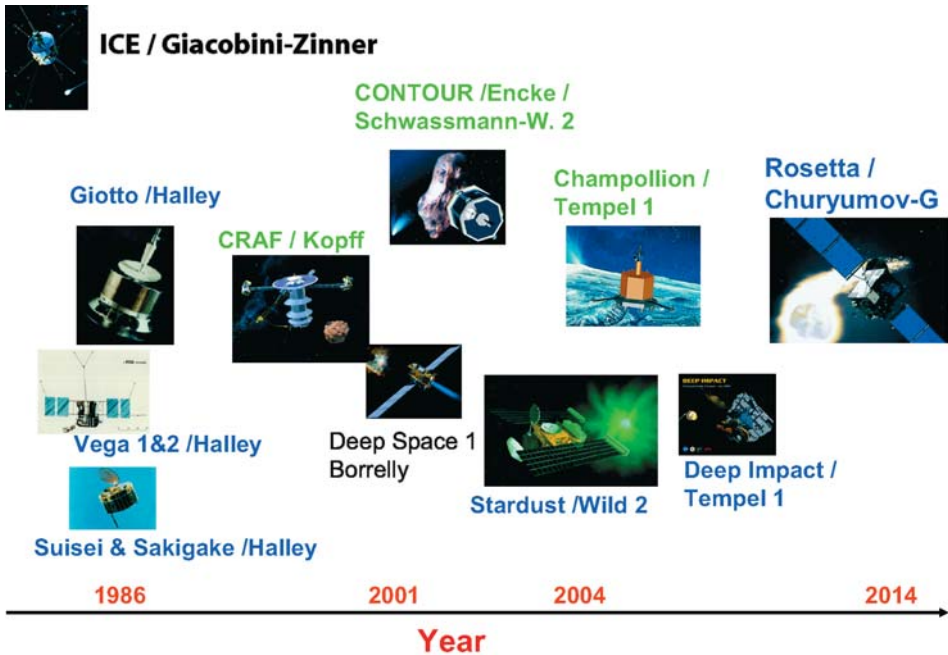 ICE / Giacobini-Zinner
CONTOUR /Encke /
Schwassmann-W. 2
Giotto /Halley
CRAF / Kopff
Champollion /
Tempel 1
Rosetta /
Churyumov-G
Vega 1&2 /Halley
Deep Space 1
Borrelly
Stardust /Wild 2
DEEP IMPACT
Deep Impact /
Tempel 1
Suisei & Sakigake /Halley
1986
2001
2004
2014
Year